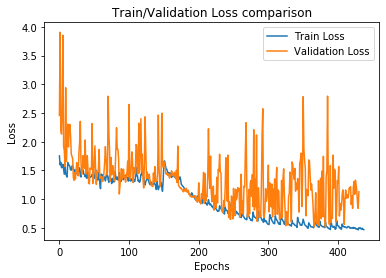 Train/Validation Loss comparison
Train Loss
Validation Loss
4.0
3.5
3.0
2.5
2.0
1.5
1.0
0.5
Loss
0
100
200
300
400
Epochs